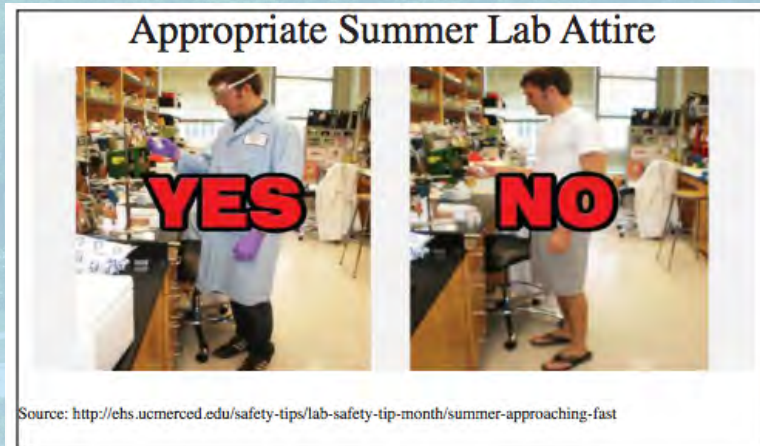 Appropriate Summer Lab Attire
YES
NO
Source: http://ehs.ucmerced.edu/safety-tips/lab-safety-tip-month/summer-approaching-fast